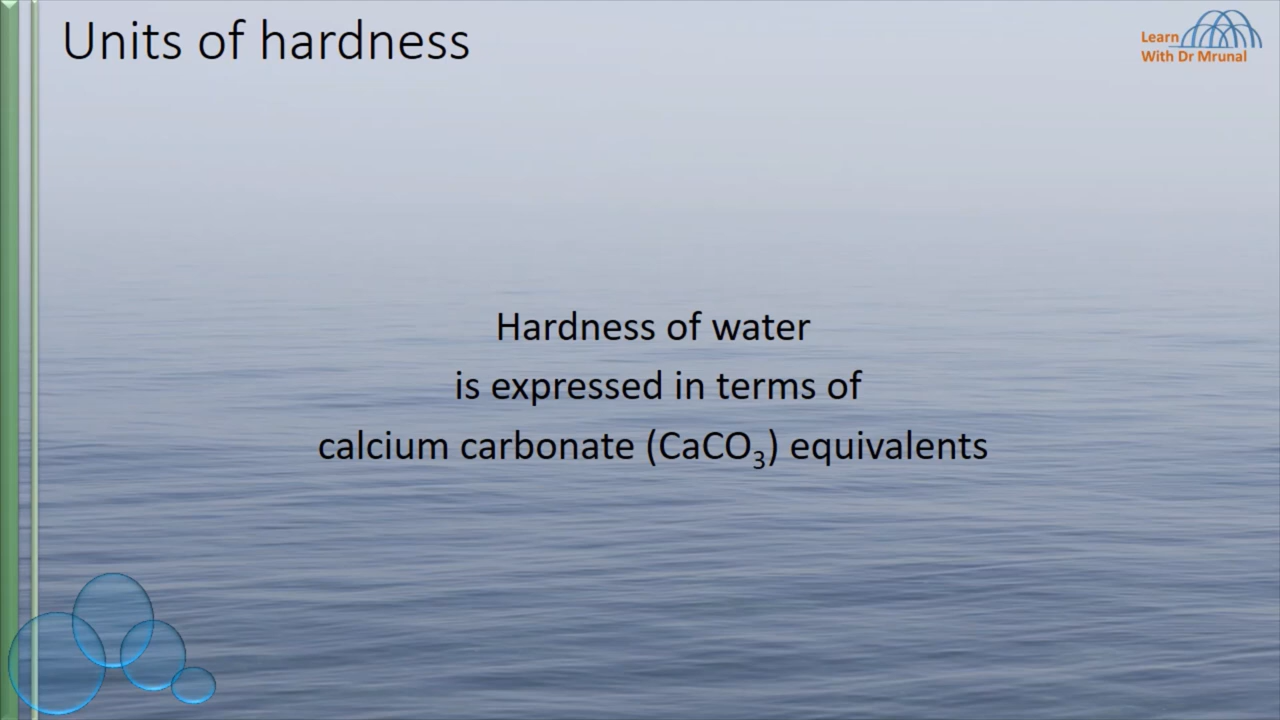 Units of hardness
Learn
With Dr Mrunal
Hardness of water
is expressed in terms of
calcium carbonate (CaCO₃) equivalents